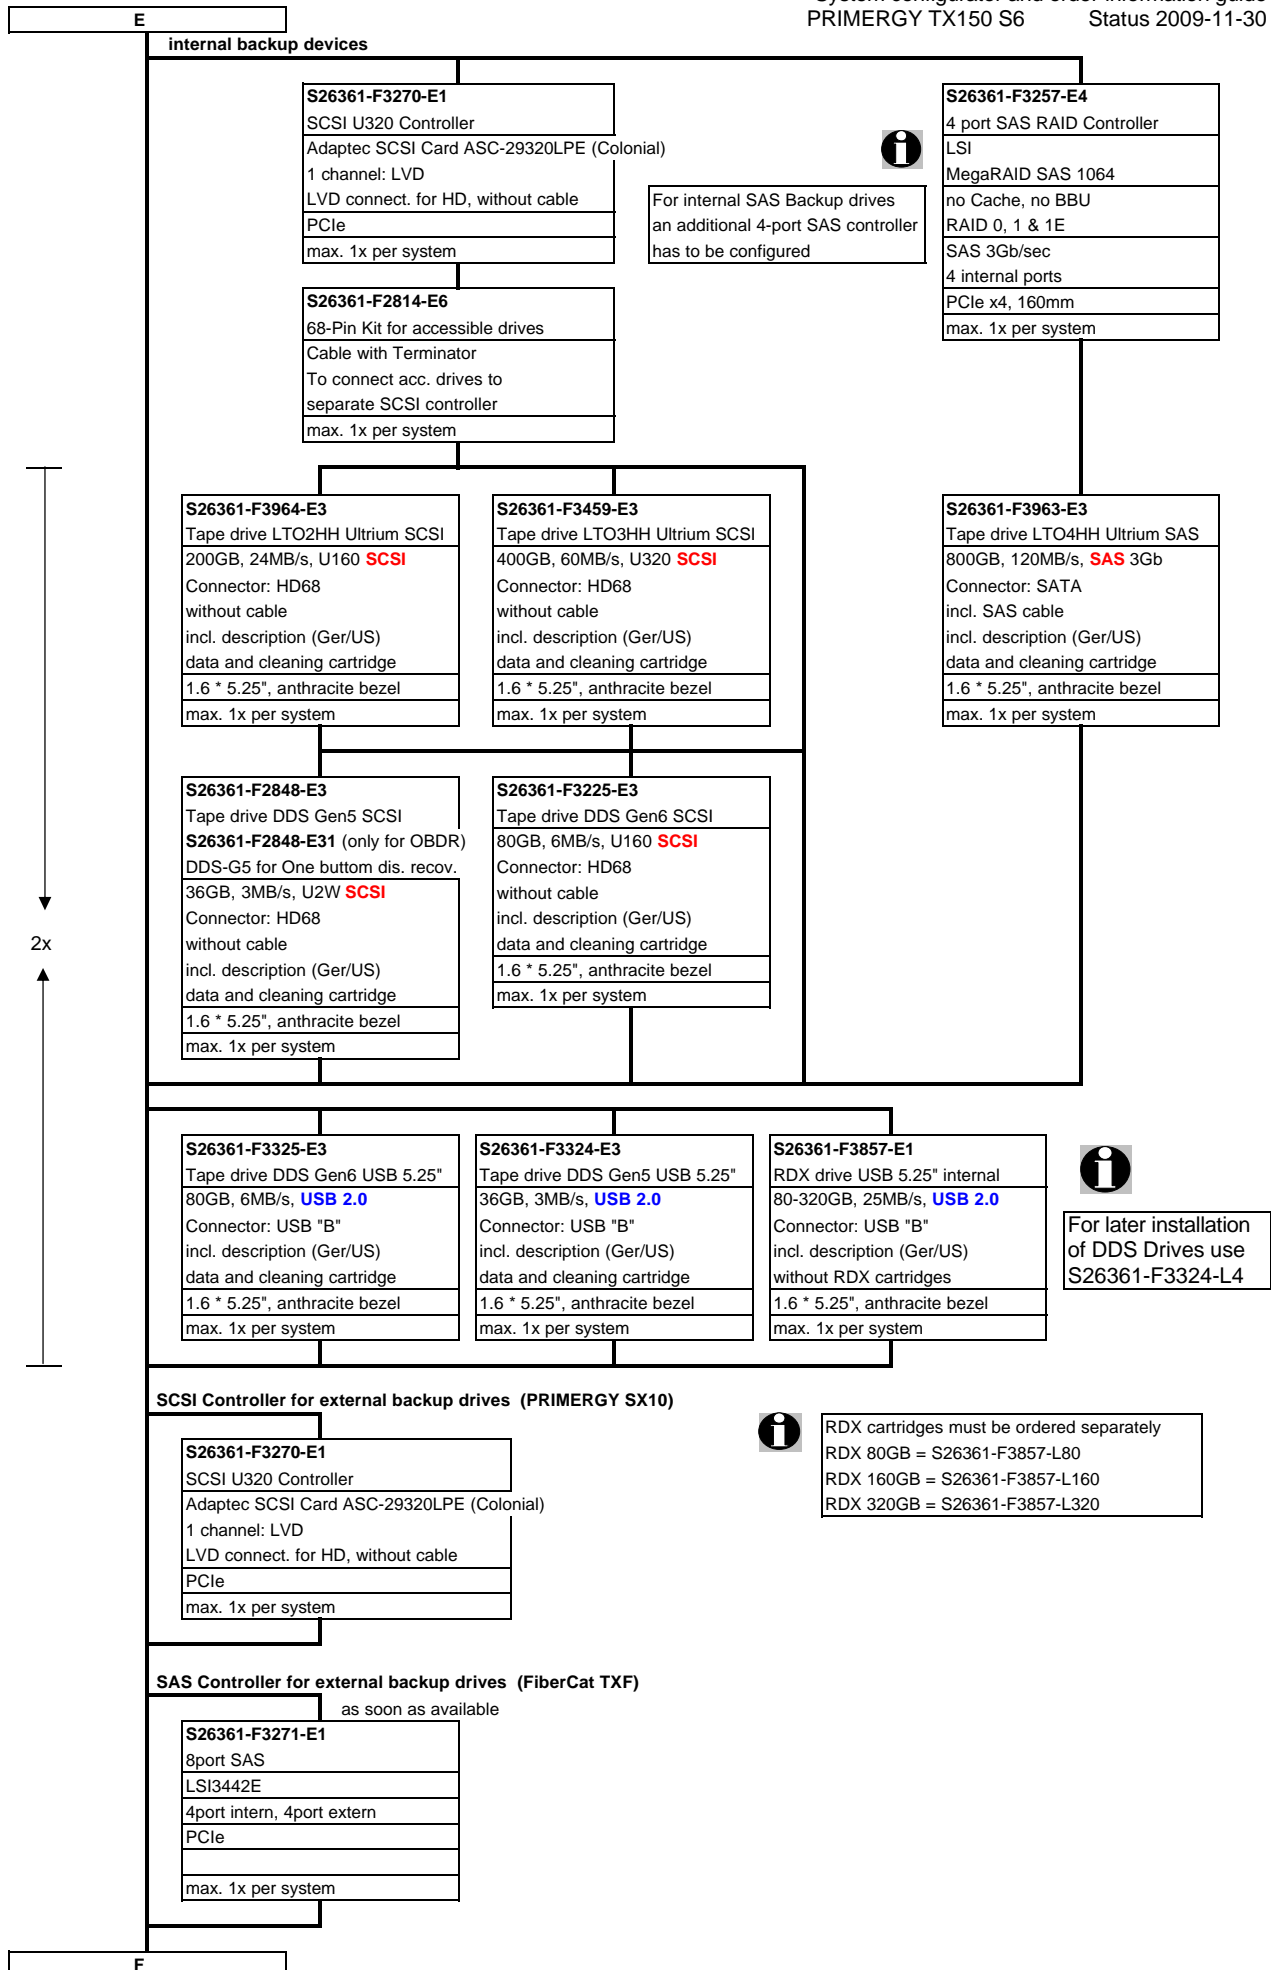 System configurator and order information guide
PRIMERGY TX150 S6 Status 2009-11-30
E
internal backup devices
S26361-F3270-E1
SCSI U320 Controller
Adaptec SCSI Card ASC-29320LPE (Colonial)
1 channel: LVD
LVD connect. for HD, without cable
PCIe
max. 1x per system
For internal SAS Backup drives
an additional 4-port SAS controller
has to be configured
S26361-F3257-E4
4 port SAS RAID Controller
LSI
MegaRAID SAS 1064
no Cache, no BBU
RAID 0, 1 & 1E
SAS 3Gb/sec
4 internal ports
PCIe x4, 160mm
max. 1x per system
S26361-F2814-E6
68-Pin Kit for accessible drives
Cable with Terminator
To connect acc. drives to
separate SCSI controller
max. 1x per system
S26361-F3964-E3
Tape drive LTO2HH Ultrium SCSI
200GB, 24MB/s, U160 SCSI
Connector: HD68
without cable
incl. description (Ger/US)
data and cleaning cartridge
1.6 * 5.25", anthracite bezel
max. 1x per system
S26361-F3459-E3
Tape drive LTO3HH Ultrium SCSI
400GB, 60MB/s, U320 SCSI
Connector: HD68
without cable
incl. description (Ger/US)
data and cleaning cartridge
1.6 * 5.25", anthracite bezel
max. 1x per system
S26361-F3963-E3
Tape drive LTO4HH Ultrium SAS
800GB, 120MB/s, SAS 3Gb
Connector: SATA
incl. SAS cable
incl. description (Ger/US)
data and cleaning cartridge
1.6 * 5.25", anthracite bezel
max. 1x per system
S26361-F2848-E3
Tape drive DDS Gen5 SCSI
S26361-F2848-E31 (only for OBDR)
DDS-G5 for One buttom dis. recov.
36GB, 3MB/s, U2W SCSI
Connector: HD68
without cable
incl. description (Ger/US)
data and cleaning cartridge
1.6 * 5.25", anthracite bezel
max. 1x per system
S26361-F3225-E3
Tape drive DDS Gen6 SCSI
80GB, 6MB/s, U160 SCSI
Connector: HD68
without cable
incl. description (Ger/US)
data and cleaning cartridge
1.6 * 5.25", anthracite bezel
max. 1x per system
2x
S26361-F3325-E3
Tape drive DDS Gen6 USB 5.25"
80GB, 6MB/s, USB 2.0
Connector: USB "B"
incl. description (Ger/US)
data and cleaning cartridge
1.6 * 5.25", anthracite bezel
max. 1x per system
S26361-F3324-E3
Tape drive DDS Gen5 USB 5.25"
36GB, 3MB/s, USB 2.0
Connector: USB "B"
incl. description (Ger/US)
data and cleaning cartridge
1.6 * 5.25", anthracite bezel
max. 1x per system
S26361-F3857-E1
RDX drive USB 5.25" internal
80-320GB, 25MB/s, USB 2.0
Connector: USB "B"
incl. description (Ger/US)
without RDX cartridges
1.6 * 5.25", anthracite bezel
max. 1x per system
For later installation
of DDS Drives use
S26361-F3324-L4
SCSI Controller for external backup drives (PRIMERGY SX10)
S26361-F3270-E1
SCSI U320 Controller
Adaptec SCSI Card ASC-29320LPE (Colonial)
1 channel: LVD
LVD connect. for HD, without cable
PCIe
max. 1x per system
RDX cartridges must be ordered separately
RDX 80GB = S26361-F3857-L80
RDX 160GB = S26361-F3857-L160
RDX 320GB = S26361-F3857-L320
SAS Controller for external backup drives (FiberCat TXF)
as soon as available
S26361-F3271-E1
8port SAS
LSI3442E
4port intern, 4port extern
PCIe
max. 1x per system
F